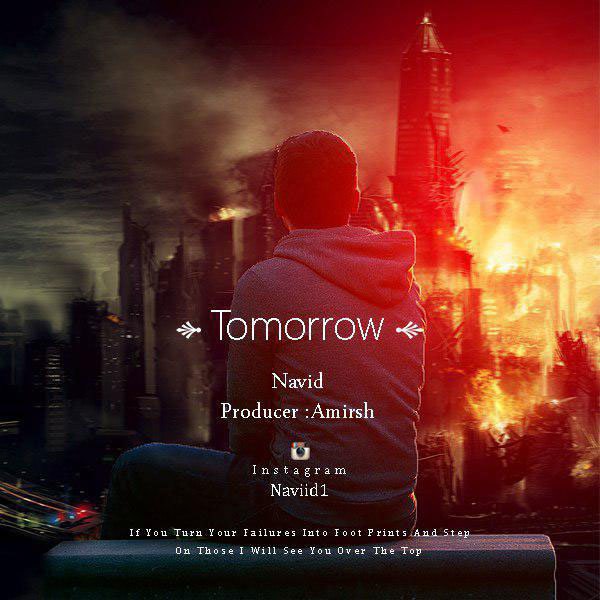 Tomorrow
Navid
Producer :Amirsh
Instagram
Naviid1
If You Turn Your Failures Into Foot Prints And Step
On Those I Will See You Over The Top